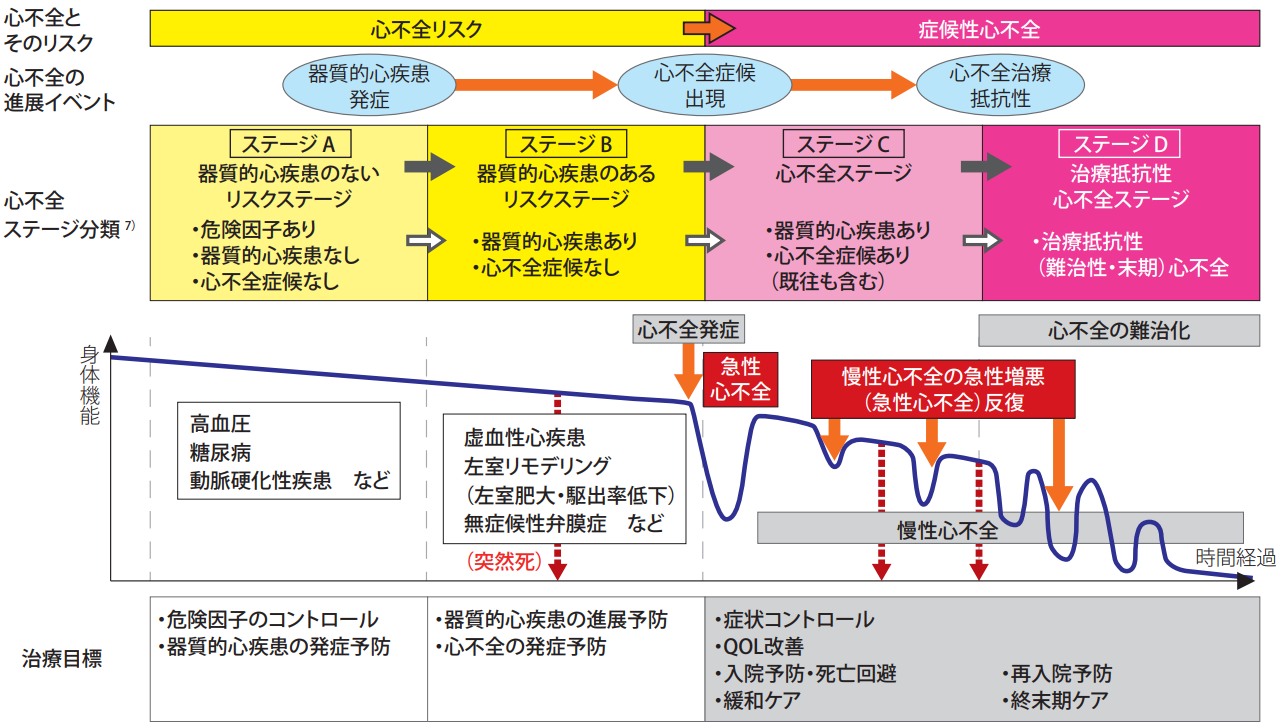 心不全と
そのリスク
心不全リスク
症候性心不全
心不全の
進展イベント
器質的心疾患
発症
心不全症候
出現
心不全治療
抵抗性
心不全
ステージ分類 7)
ステージA
器質的心疾患のない
リスクステージ
・危険因子あり
・器質的心疾患なし
・心不全症候なし
ステージB
器質的心疾患のある
リスクステージ
・器質的心疾患あり
・心不全症候なし
ステージC
心不全ステージ
・器質的心疾患あり
・心不全症候あり
(既往も含む)
ステージD
治療抵抗性
心不全ステージ
・治療抵抗性
(難治性・末期)心不全
心不全発症
心不全の難治化
身体機能
急性
心不全
慢性心不全の急性増悪
(急性心不全)反復
高血圧
糖尿病
動脈硬化性疾患 など
虚血性心疾患
左室リモデリング
(左室肥大・駆出率低下)
無症候性弁膜症 など
(突然死)
慢性心不全
時間経過
治療目標
・危険因子のコントロール
・器質的心疾患の発症予防
・器質的心疾患の進展予防
・心不全の発症予防
・症状コントロール
・QOL改善
・入院予防・死亡回避
・緩和ケア
・再入院予防
・終末期ケア